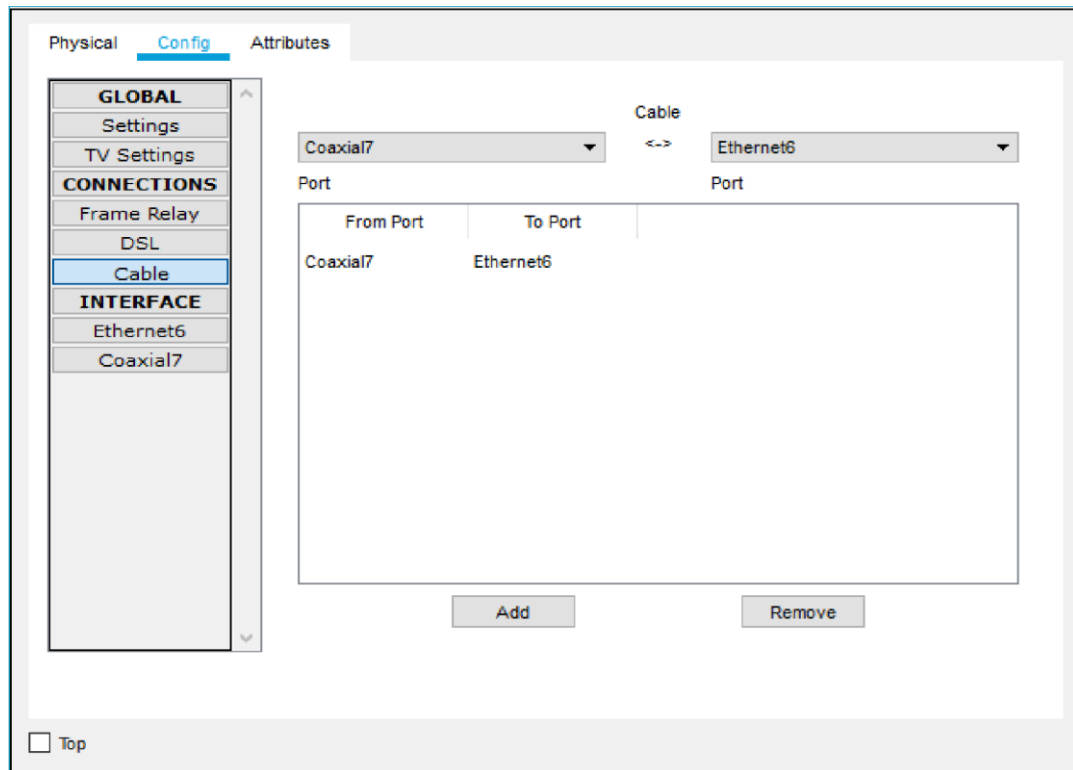 Physical Config Attributes
GLOBAL
Settings
TV Settings
CONNECTIONS
Frame Relay
DSL
Cable
INTERFACE
Ethernet6
Coaxial7
Cable
Coaxial7 <-> Ethernet6
Port Port
From Port To Port
Coaxial7 Ethernet6
Add Remove
Top